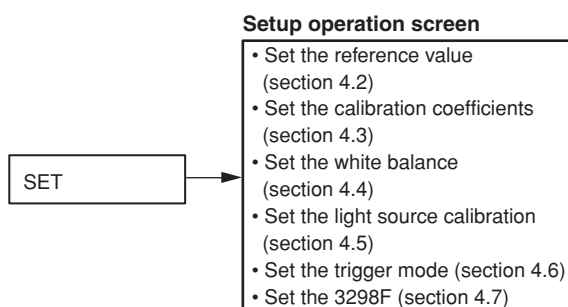 Setup operation screen
• Set the reference value
(section 4.2)
• Set the calibration coefficients
(section 4.3)
• Set the white balance
(section 4.4)
• Set the light source calibration
(section 4.5)
• Set the trigger mode (section 4.6)
• Set the 3298F (section 4.7)
SET